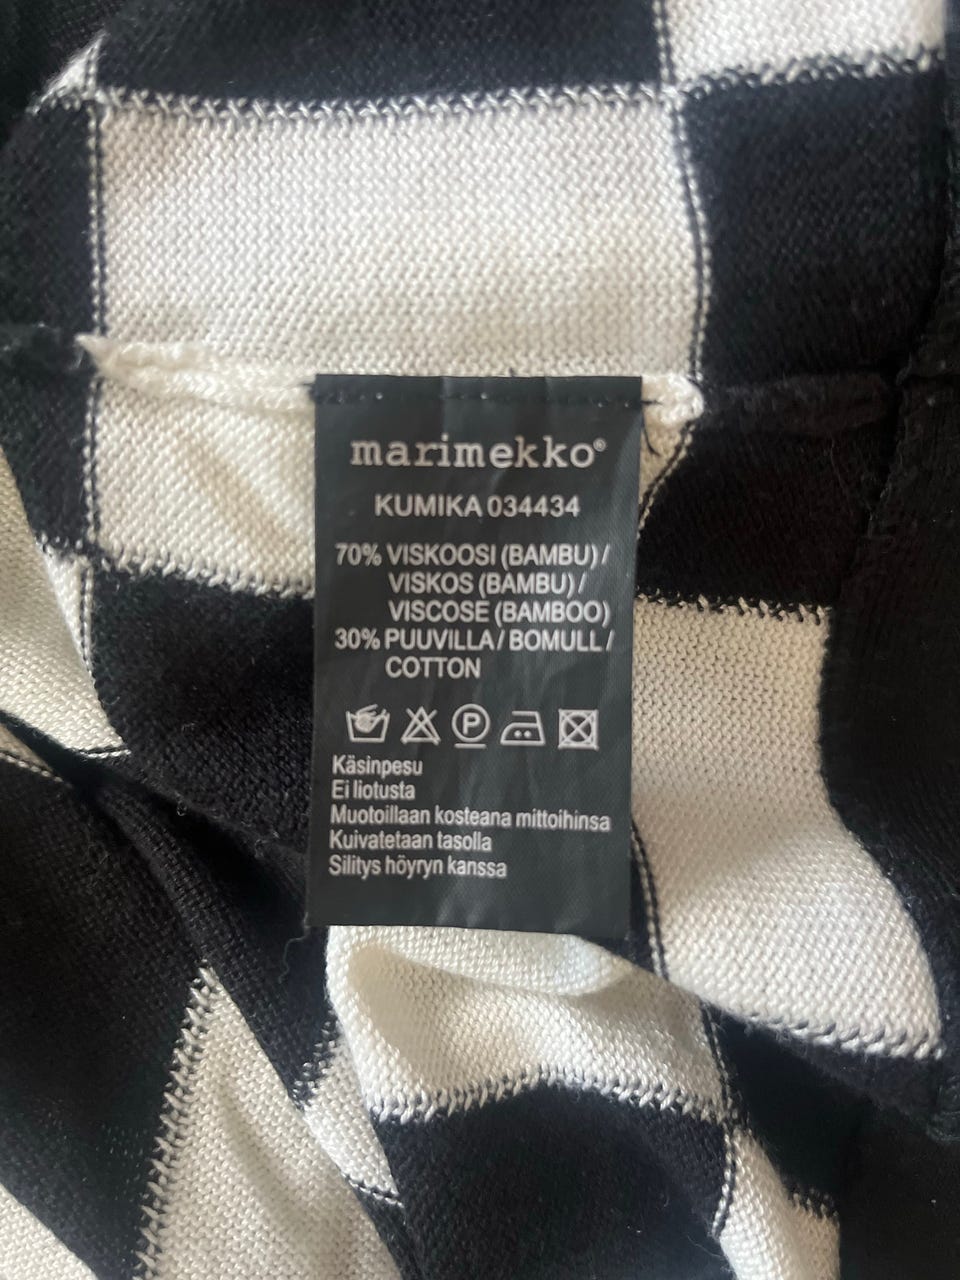 marimekko®
KUMIKA 034434
70% VISKOOSI (BAMBU) /
VISKOS (BAMBU) /
VISCOSE (BAMBOO)
30% PUUVILLA / BOMULL /
COTTON
P
Käsinpesu
Ei liotusta
Muotoillaan kosteana mittoihinsa
Kuivatetaan tasolla
Silitys höyryn kanssa